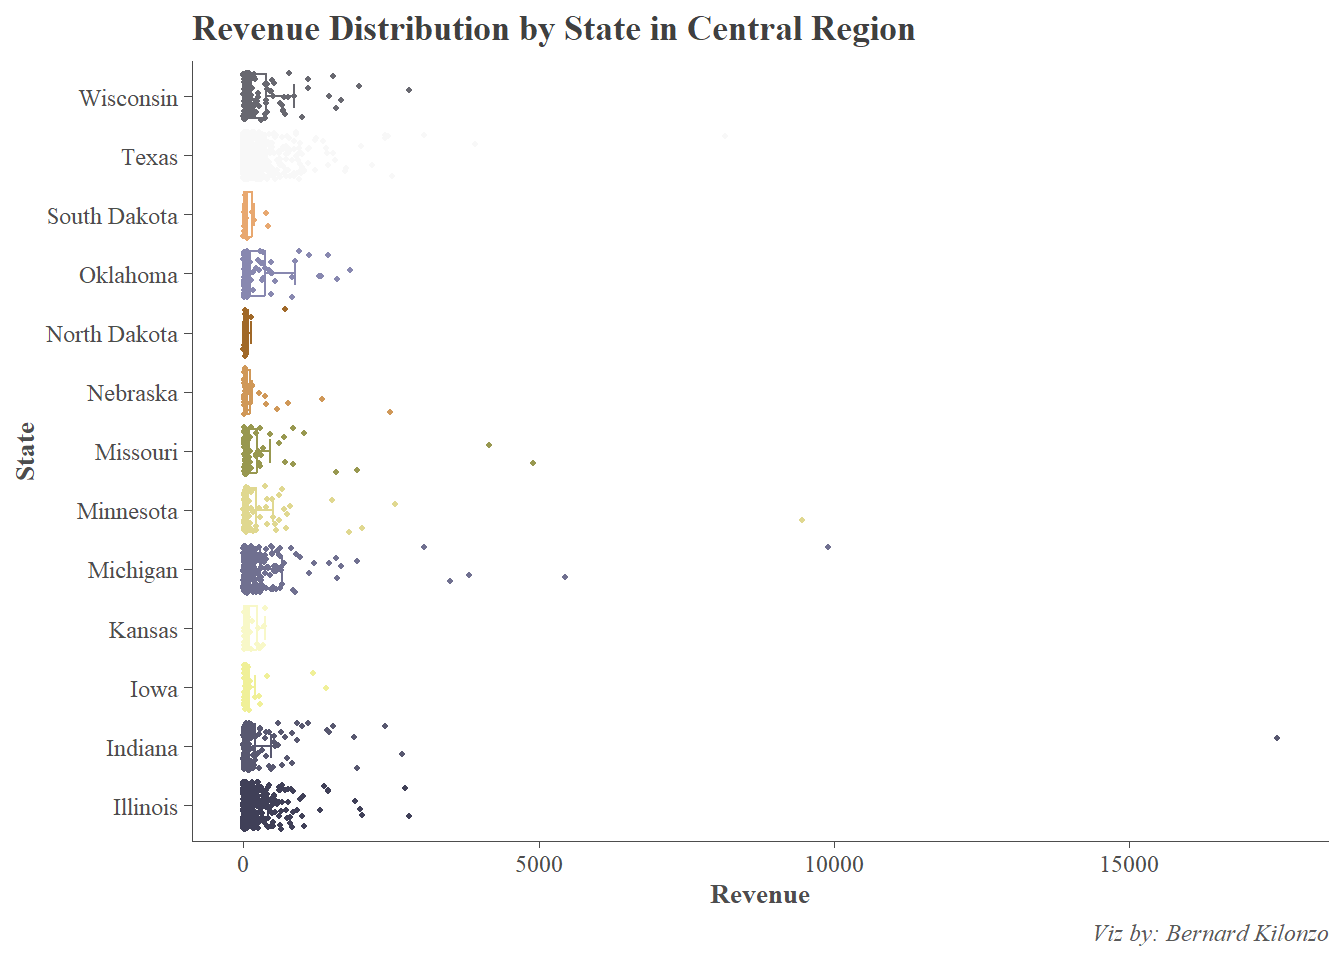 Revenue Distribution by State in Central Region
Wisconsin
Texas
South Dakota
Oklahoma
North Dakota
Nebraska
Missouri
Minnesota
Michigan
Kansas
Iowa
Indiana
Illinois
State
0 5000 10000 15000
Revenue
Viz by: Bernard Kilonzo